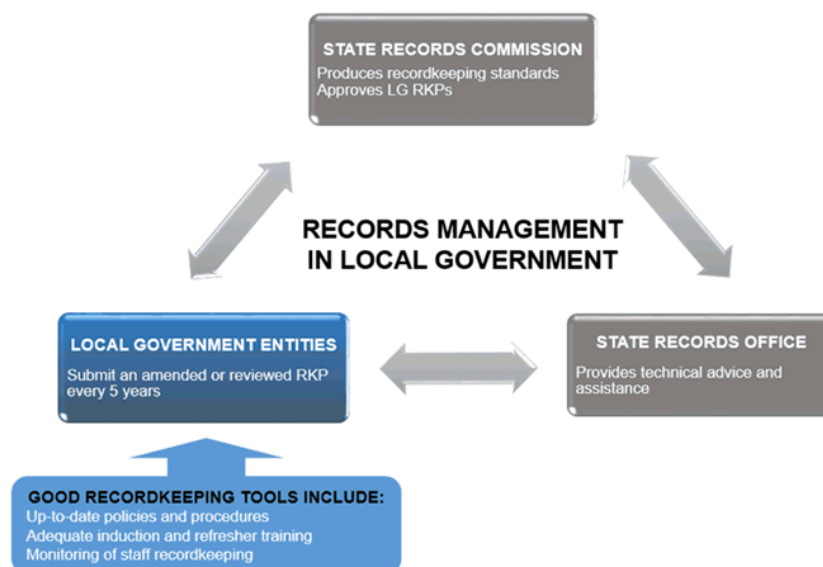 STATE RECORDS COMMISSION
Produces recordkeeping standards
Approves LG RKPs
RECORDS MANAGEMENT
IN LOCAL GOVERNMENT
LOCAL GOVERNMENT ENTITIES
Submit an amended or reviewed RKP
every 5 years
STATE RECORDS OFFICE
Provides technical advice and
assistance
GOOD RECORDKEEPING TOOLS INCLUDE:
Up-to-date policies and procedures
Adequate induction and refresher training
Monitoring of staff recordkeeping